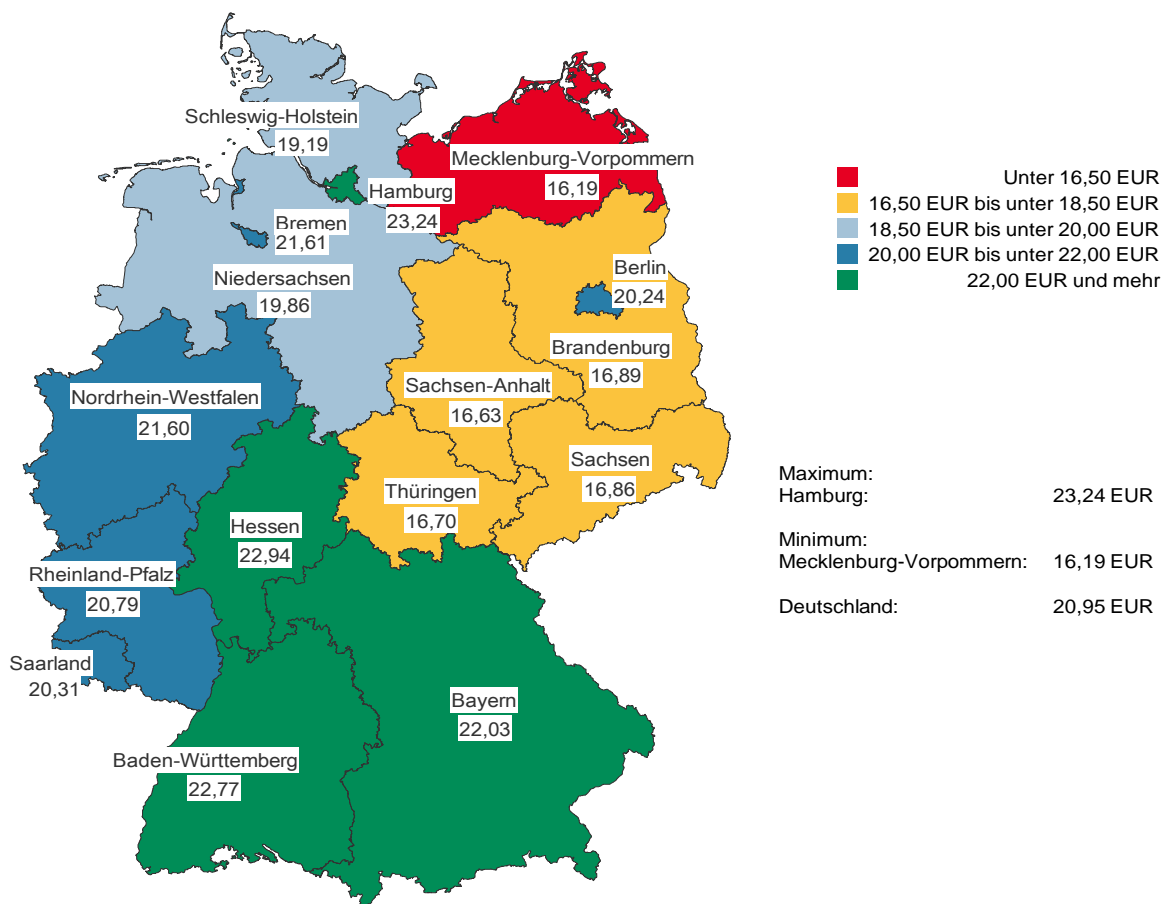 Schleswig-Holstein
19,19
Mecklenburg-Vorpommern
16,19
Hamburg
23,24
Bremen
21,61
Niedersachsen
19,86
Berlin
20,24
Brandenburg
16,89
Sachsen-Anhalt
16,63
Nordrhein-Westfalen
21,60
Sachsen
16,86
Thüringen
16,70
Hessen
22,94
Rheinland-Pfalz
20,79
Saarland
20,31
Bayern
22,03
Baden-Württemberg
22,77
Unter 16,50 EUR
16,50 EUR bis unter 18,50 EUR
18,50 EUR bis unter 20,00 EUR
20,00 EUR bis unter 22,00 EUR
22,00 EUR und mehr
Maximum:
Hamburg: 23,24 EUR
Minimum:
Mecklenburg-Vorpommern: 16,19 EUR
Deutschland: 20,95 EUR